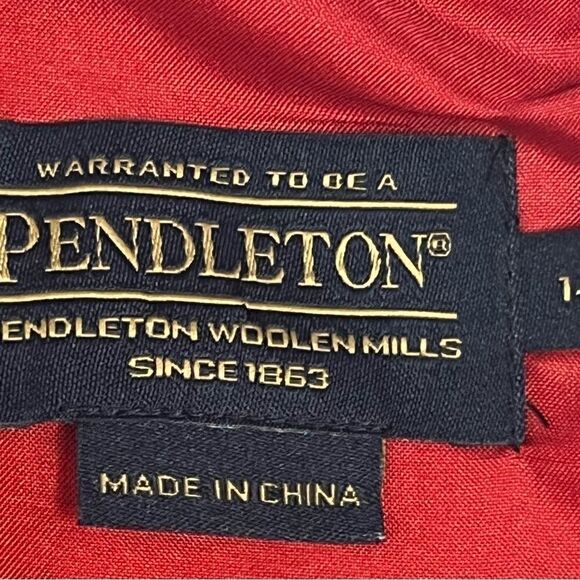 WARRANTED TO BE A
PENDLETON®
ENDLETON WOOLEN MILLS
SINCE 1863
MADE IN CHINA